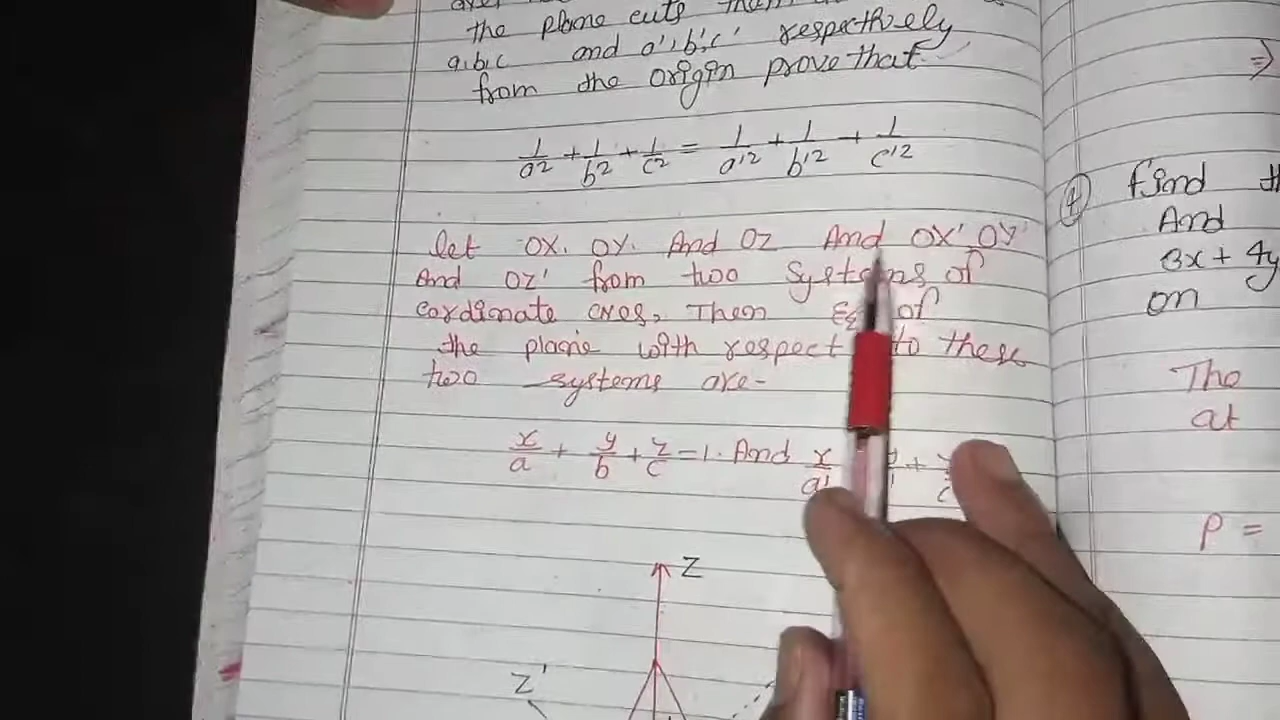 the plane cuts them
a,b,c and a',b',c' respectively
from the origin prove that
1/a2 + 1/b2 + 1/c2 = 1/a'2 + 1/b'2 + 1/c'2
let OX. OY. And OZ And OX' OY'
And OZ' from two Systems of
Cordinate of
the plane with respect to these
two systems are-
x/a + y/b + z/c = 1. And x/a' +
Z
Z'
⇒
find
And
3x + 4y
on
The
at
P =